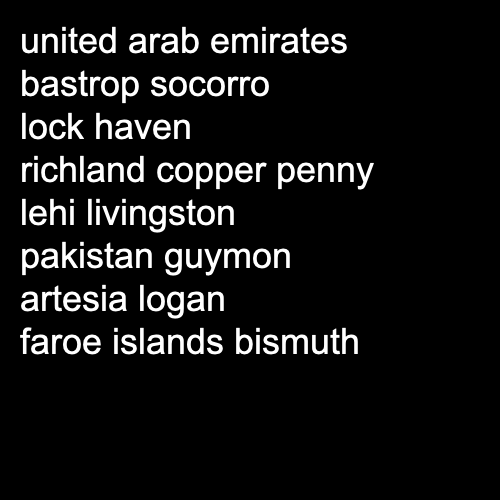 united arab emirates
bastrop socorro
lock haven
richland copper penny
lehi livingston
pakistan guymon
artesia logan
faroe islands bismuth